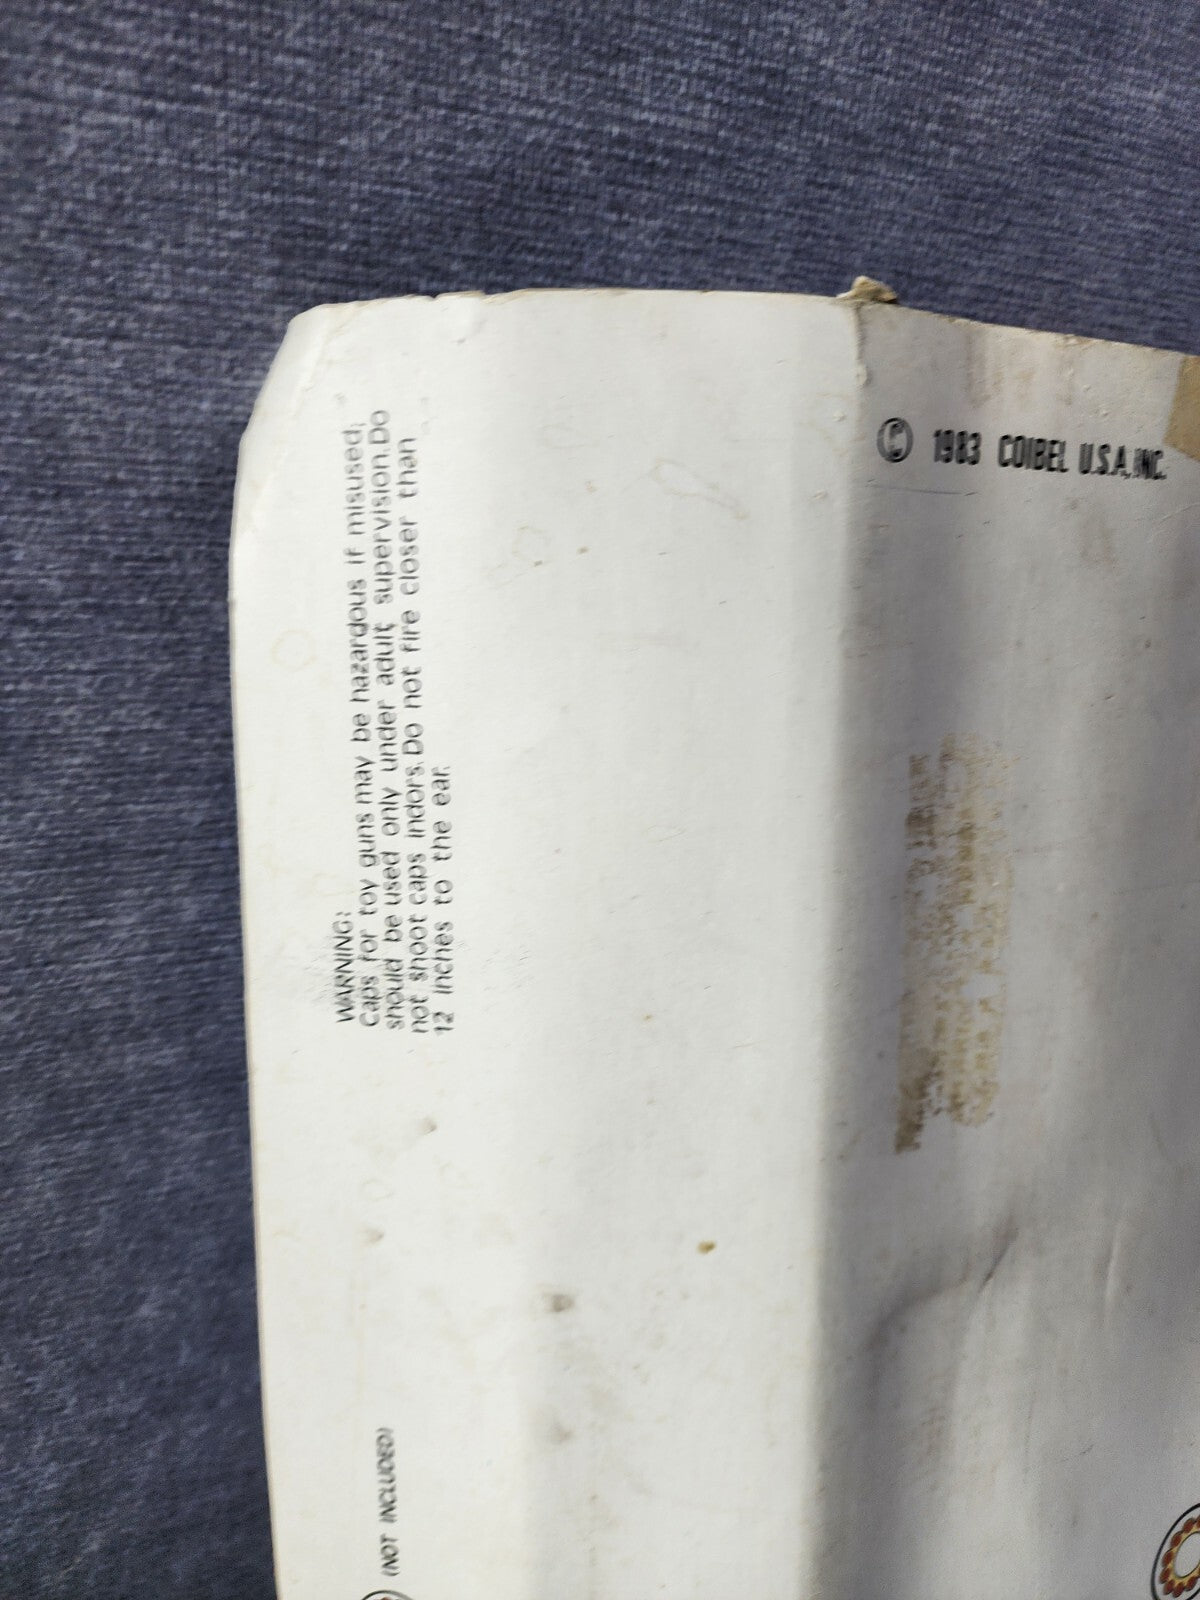 WARNING:
Caps for toy guns may be hazardous if misused;
should be used only under adult supervision. Do
not shoot caps indors. Do not fire closer than
12 inches to the ear.
(NOT INCLUDED)
© 1983 COIBEL U.S.A, INC.